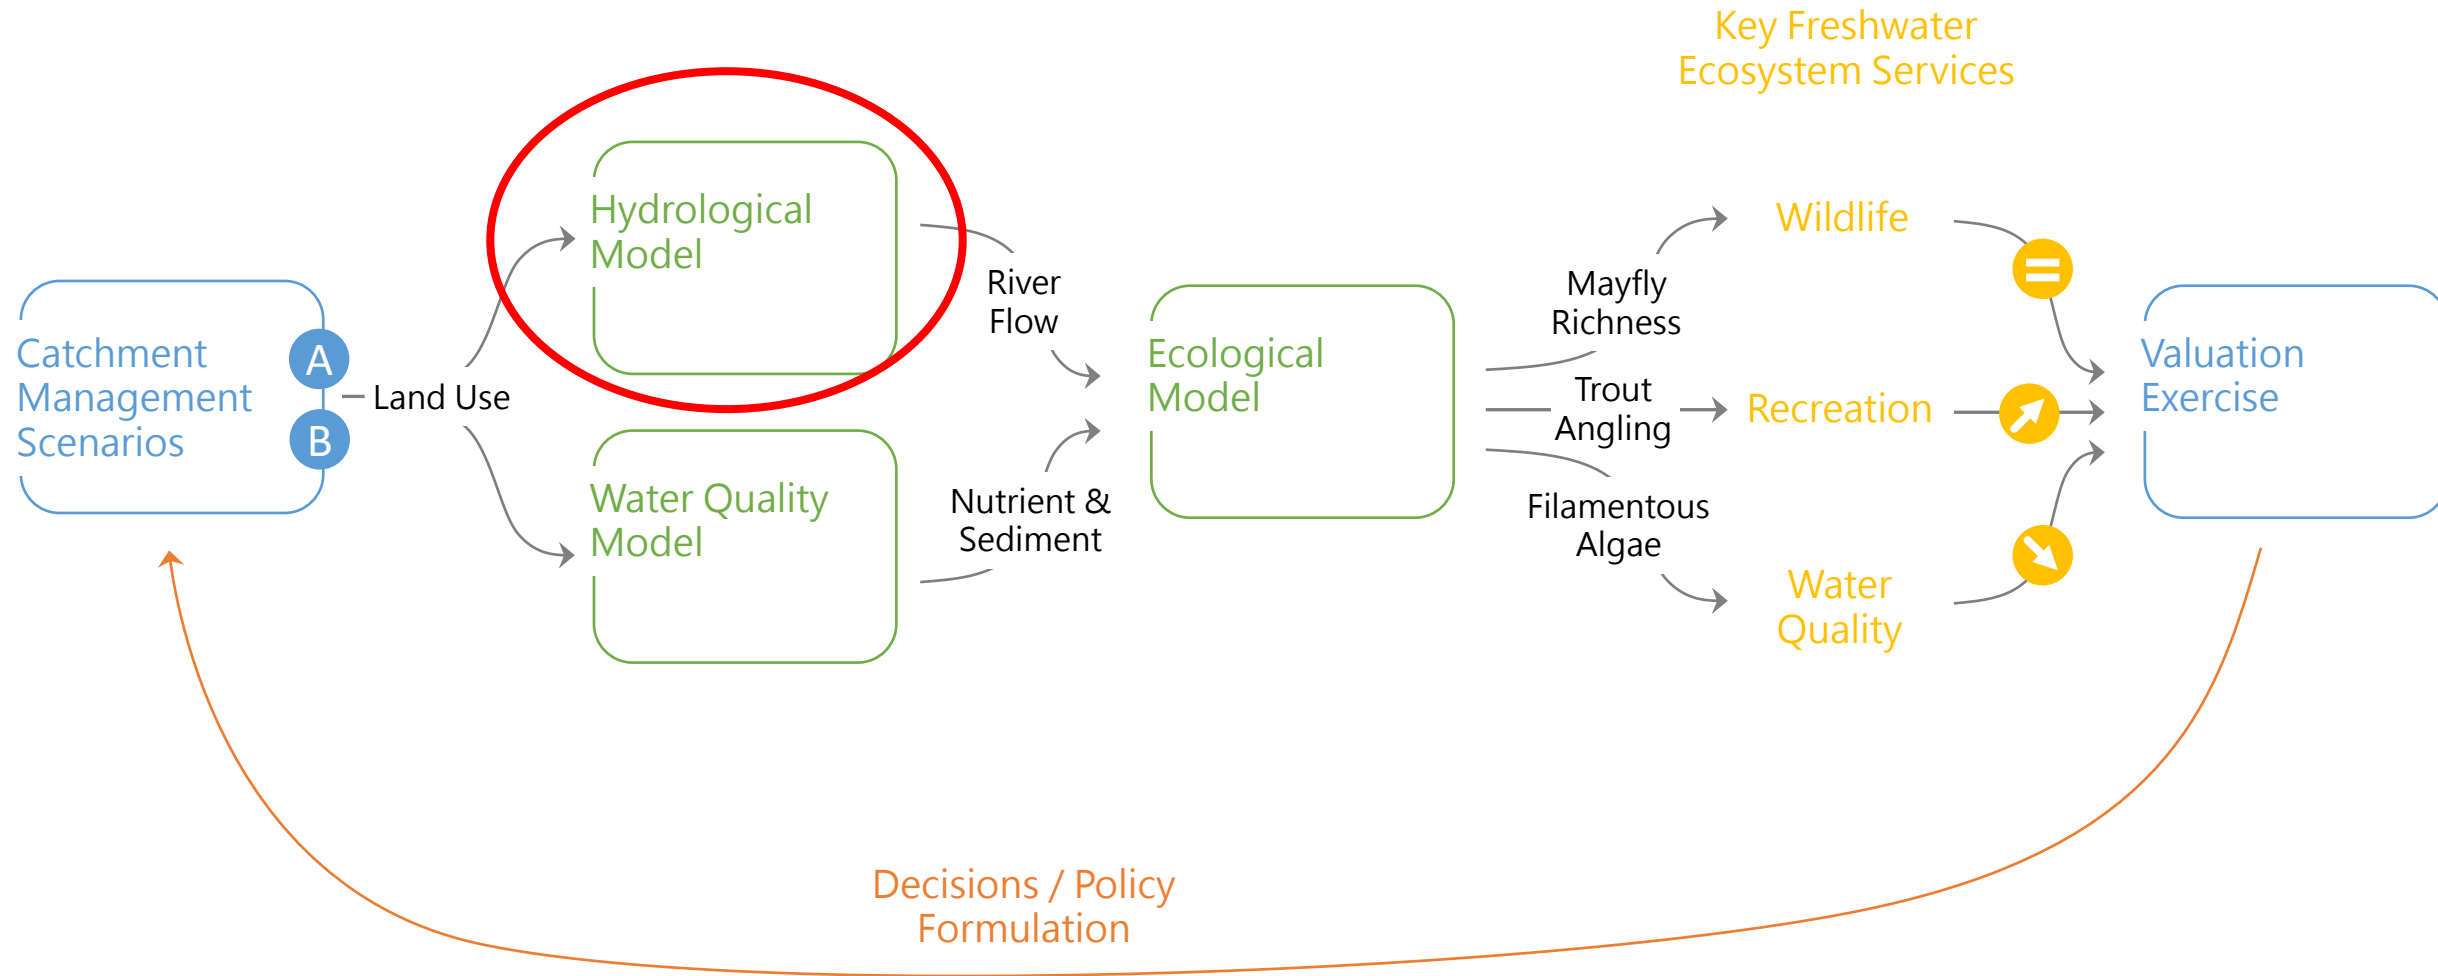 Key Freshwater
Ecosystem Services
Catchment
Management
Scenarios
A
B
Land Use
Hydrological
Model
Water Quality
Model
River
Flow
Nutrient &
Sediment
Ecological
Model
Mayfly
Richness
Trout
Angling
Filamentous
Algae
Wildlife
Recreation
Water
Quality
Valuation
Exercise
Decisions / Policy
Formulation